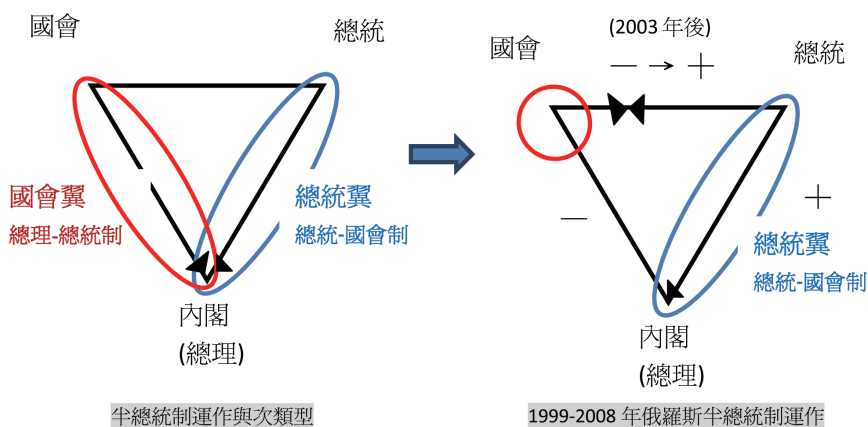 國會
總統
國會翼
總理-總統制
總統翼
總統-國會制
內閣
(總理)
半總統制運作與次類型
(2003 年後)
國會
總統
— → +
—
+
總統翼
總統-國會制
內閣
(總理)
1999-2008 年俄羅斯半總統制運作